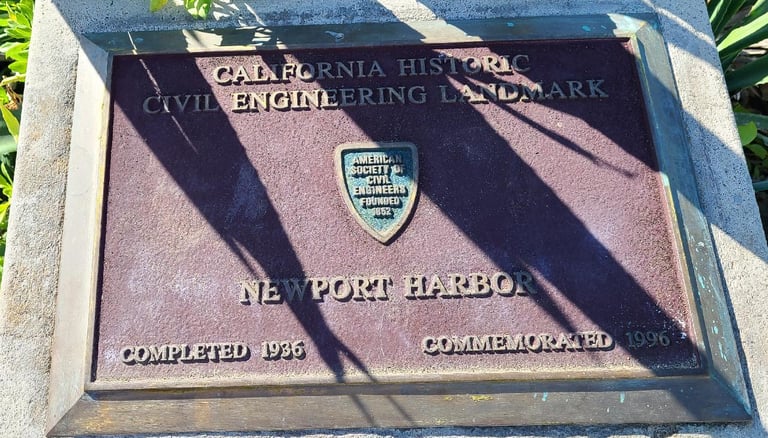 CALIFORNIA HISTORIC
CIVIL ENGINEERING LANDMARK
AMERICAN
SOCIETY OF
CIVIL
ENGINEERS
FOUNDED
1852
NEWPORT HARBOR
COMPLETED 1936 COMMEMORATED 1996